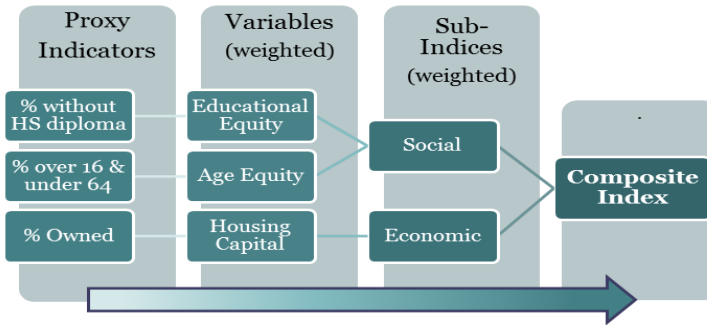 Proxy
Indicators
Variables
(weighted)
Sub-
Indices
(weighted)
.
% without
HS diploma
Educational
Equity
% over 16 &
under 64
Age Equity
Social
% Owned
Housing
Capital
Economic
Composite
Index